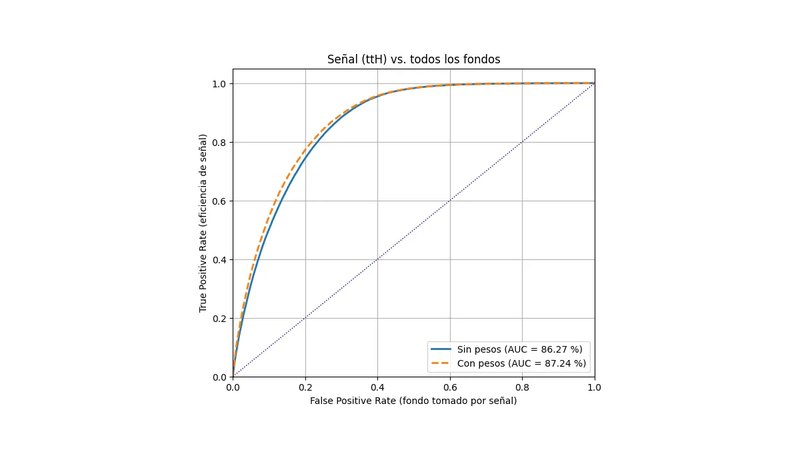 Señal (ttH) vs. todos los fondos
1.0
0.8
0.6
0.4
0.2
0.0
True Positive Rate (eficiencia de señal)
Sin pesos (AUC = 86.27 %)
Con pesos (AUC = 87.24 %)
0.0 0.2 0.4 0.6 0.8 1.0
False Positive Rate (fondo tomado por señal)